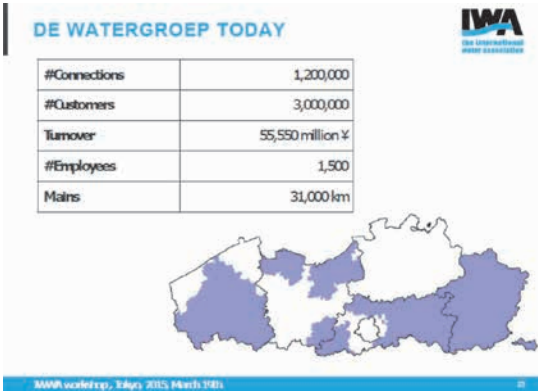 DE WATERGROEP TODAY
IWA
the international
water association
#Connections 1,200,000
#Customers 3,000,000
Turnover 55,550 million ¥
#Employees 1,500
Mains 31,000 km
workshop, Tokyo, 2015, March 19th